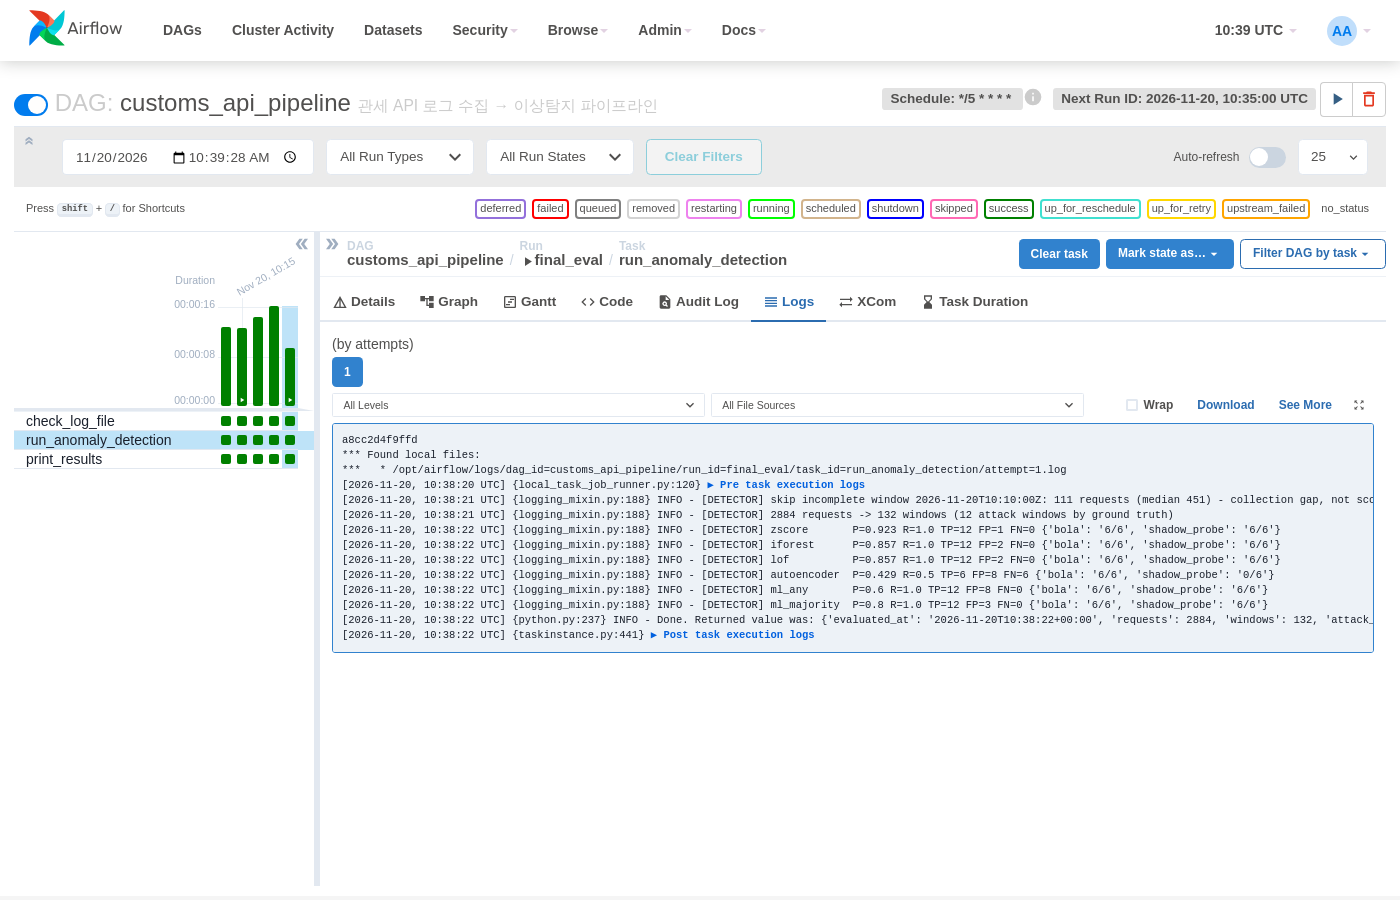 Airflow DAGs Cluster Activity Datasets Security Browse Admin Docs 10:39 UTC AA
DAG: customs_api_pipeline 관세 API 로그 수집 → 이상탐지 파이프라인 Schedule: */5 * * * * Next Run ID: 2026-11-20, 10:35:00 UTC
11/20/2026 10:39:28 AM All Run Types All Run States Clear Filters Auto-refresh 25
Press shift + / for Shortcuts deferred failed queued removed restarting running scheduled shutdown skipped success up_for_reschedule up_for_retry upstream_failed no_status
Duration
Nov 20, 10:15
00:00:16
00:00:08
00:00:00
check_log_file
run_anomaly_detection
print_results
DAG Run Task
customs_api_pipeline / final_eval / run_anomaly_detection
Clear task Mark state as… Filter DAG by task
Details Graph Gantt Code Audit Log Logs XCom Task Duration
(by attempts)
1
All Levels All File Sources Wrap Download See More
a8cc2d4f9ffd
*** Found local files:
***   * /opt/airflow/logs/dag_id=customs_api_pipeline/run_id=final_eval/task_id=run_anomaly_detection/attempt=1.log
[2026-11-20, 10:38:20 UTC] {local_task_job_runner.py:120} ▶ Pre task execution logs
[2026-11-20, 10:38:21 UTC] {logging_mixin.py:188} INFO - [DETECTOR] skip incomplete window 2026-11-20T10:10:00Z: 111 requests (median 451) - collection gap, not sco
[2026-11-20, 10:38:21 UTC] {logging_mixin.py:188} INFO - [DETECTOR] 2884 requests -> 132 windows (12 attack windows by ground truth)
[2026-11-20, 10:38:22 UTC] {logging_mixin.py:188} INFO - [DETECTOR] zscore       P=0.923 R=1.0 TP=12 FP=1 FN=0 {'bola': '6/6', 'shadow_probe': '6/6'}
[2026-11-20, 10:38:22 UTC] {logging_mixin.py:188} INFO - [DETECTOR] iforest      P=0.857 R=1.0 TP=12 FP=2 FN=0 {'bola': '6/6', 'shadow_probe': '6/6'}
[2026-11-20, 10:38:22 UTC] {logging_mixin.py:188} INFO - [DETECTOR] lof          P=0.857 R=1.0 TP=12 FP=2 FN=0 {'bola': '6/6', 'shadow_probe': '6/6'}
[2026-11-20, 10:38:22 UTC] {logging_mixin.py:188} INFO - [DETECTOR] autoencoder  P=0.429 R=0.5 TP=6 FP=8 FN=6 {'bola': '6/6', 'shadow_probe': '0/6'}
[2026-11-20, 10:38:22 UTC] {logging_mixin.py:188} INFO - [DETECTOR] ml_any       P=0.6 R=1.0 TP=12 FP=8 FN=0 {'bola': '6/6', 'shadow_probe': '6/6'}
[2026-11-20, 10:38:22 UTC] {logging_mixin.py:188} INFO - [DETECTOR] ml_majority  P=0.8 R=1.0 TP=12 FP=3 FN=0 {'bola': '6/6', 'shadow_probe': '6/6'}
[2026-11-20, 10:38:22 UTC] {python.py:237} INFO - Done. Returned value was: {'evaluated_at': '2026-11-20T10:38:22+00:00', 'requests': 2884, 'windows': 132, 'attack_
[2026-11-20, 10:38:22 UTC] {taskinstance.py:441} ▶ Post task execution logs